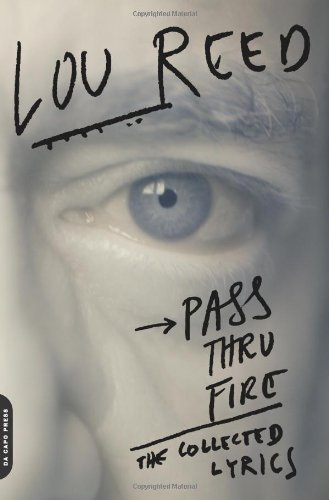 LOU REED
→ PASS
THRU
FIRE
THE COLLECTED
LYRICS
DA CAPO PRESS